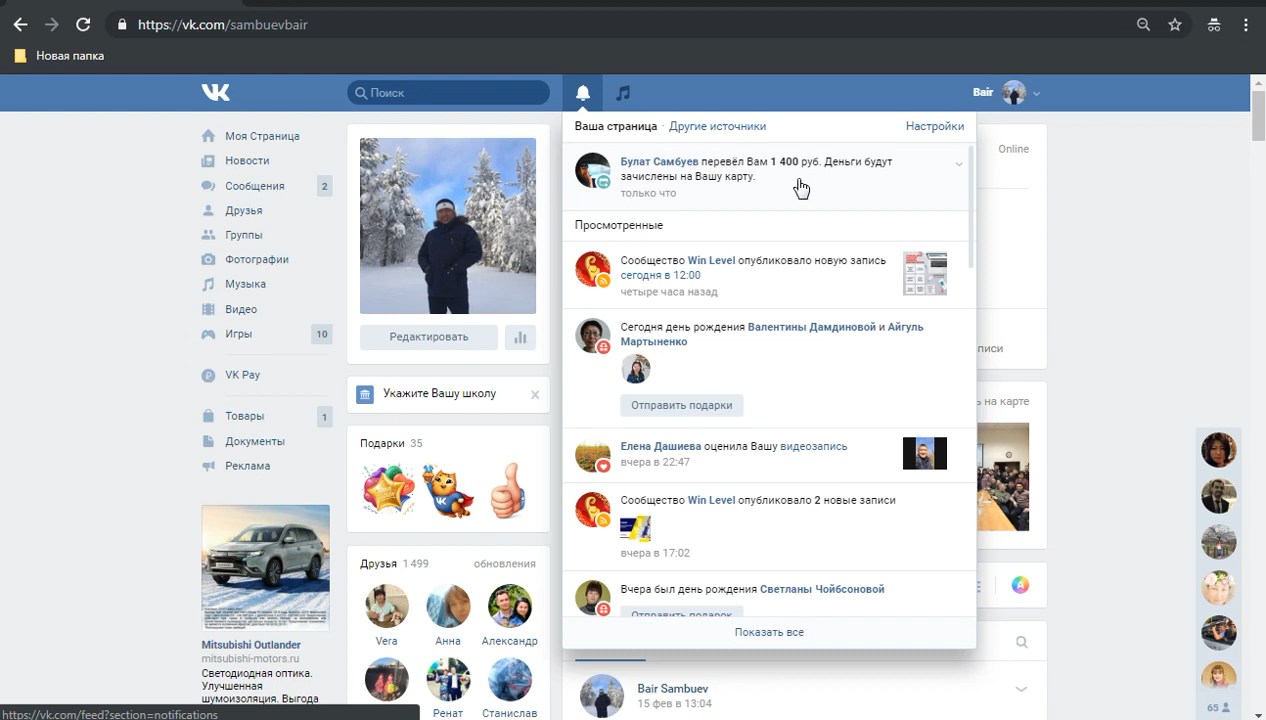 https://vk.com/sambuevbair
Новая папка
Поиск
Bair
Моя Страница
Новости
Сообщения 2
Друзья
Группы
Фотографии
Музыка
Видео
Игры 10
VK Pay
Товары 1
Документы
Реклама
Mitsubishi Outlander
mitsubishi-motors.ru
Светодиодная оптика.
Улучшенная
шумоизоляция. Выгода
https://vk.com/feed?section=notifications
Редактировать
Укажите Вашу школу
Подарки 35
Друзья 1 499 обновления
Vera Анна Александр
Ренат Станислав
Ваша страница · Другие источники Настройки
Булат Самбуев перевёл Вам 1 400 руб. Деньги будут
зачислены на Вашу карту.
только что
Просмотренные
Сообщество Win Level опубликовало новую запись
сегодня в 12:00
четыре часа назад
Сегодня день рождения Валентины Дамдиновой и Айгуль
Мартыненко
Отправить подарки
Елена Дашиева оценила Вашу видеозапись
вчера в 22:47
Сообщество Win Level опубликовало 2 новые записи
вчера в 17:02
Вчера был день рождения Светланы Чойбсоновой
Отправить подарок
Показать все
Bair Sambuev
15 фев в 13:04
Online
писи
ь на карте
65